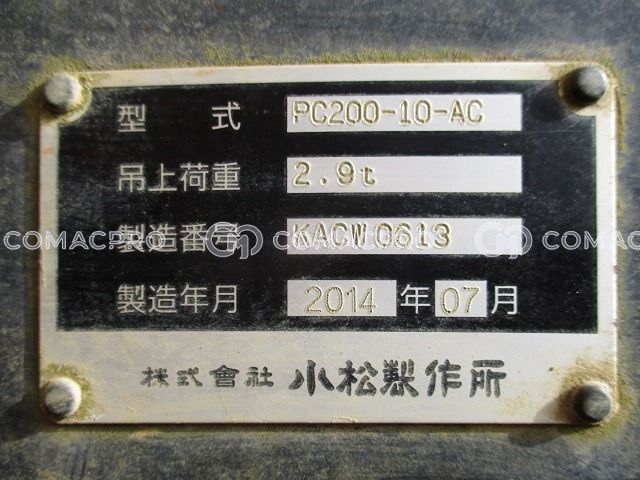 型 式 PC200-10-AC
吊上荷重 2.9t
製造番号 KACW0613
COMACPRO COMACPRO
製造年月 2014年07月
株式會社 小松製作所